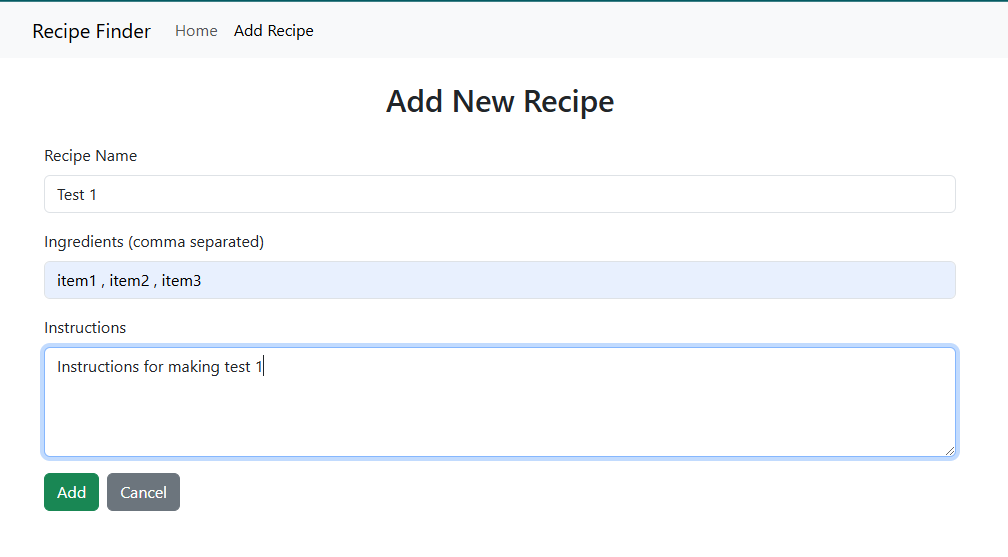 Recipe Finder Home Add Recipe
Add New Recipe
Recipe Name
Test 1
Ingredients (comma separated)
item1 , item2 , item3
Instructions
Instructions for making test 1
Add Cancel